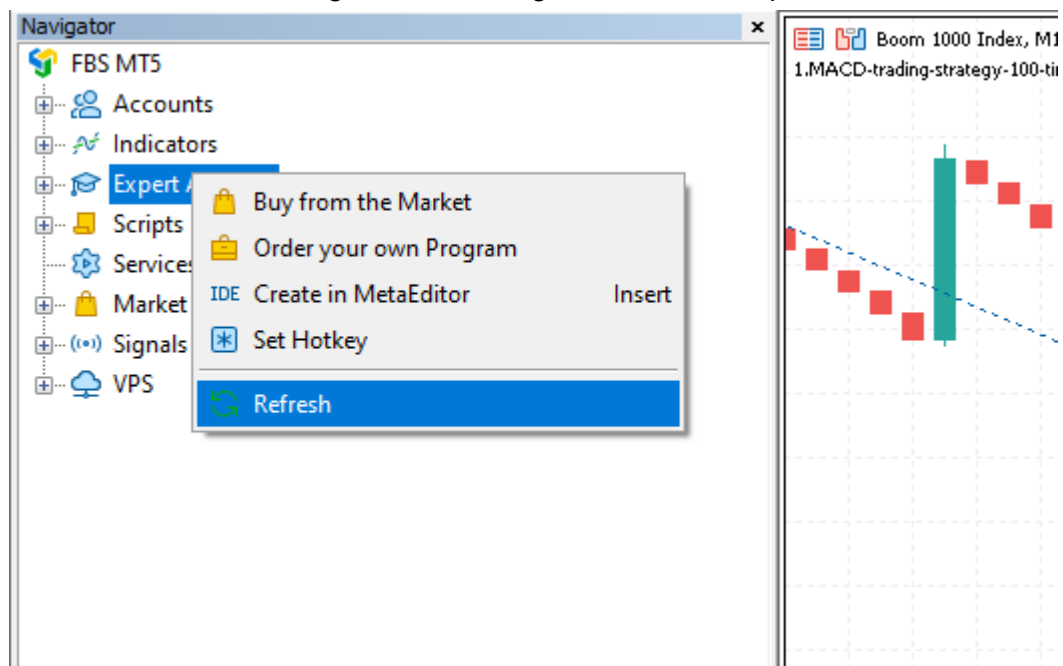 Navigator
FBS MT5
Accounts
Indicators
Expert
Scripts
Services
Market
Signals
VPS
Buy from the Market
Order your own Program
IDE Create in MetaEditor Insert
Set Hotkey
Refresh
Boom 1000 Index, M1
1.MACD-trading-strategy-100-ti